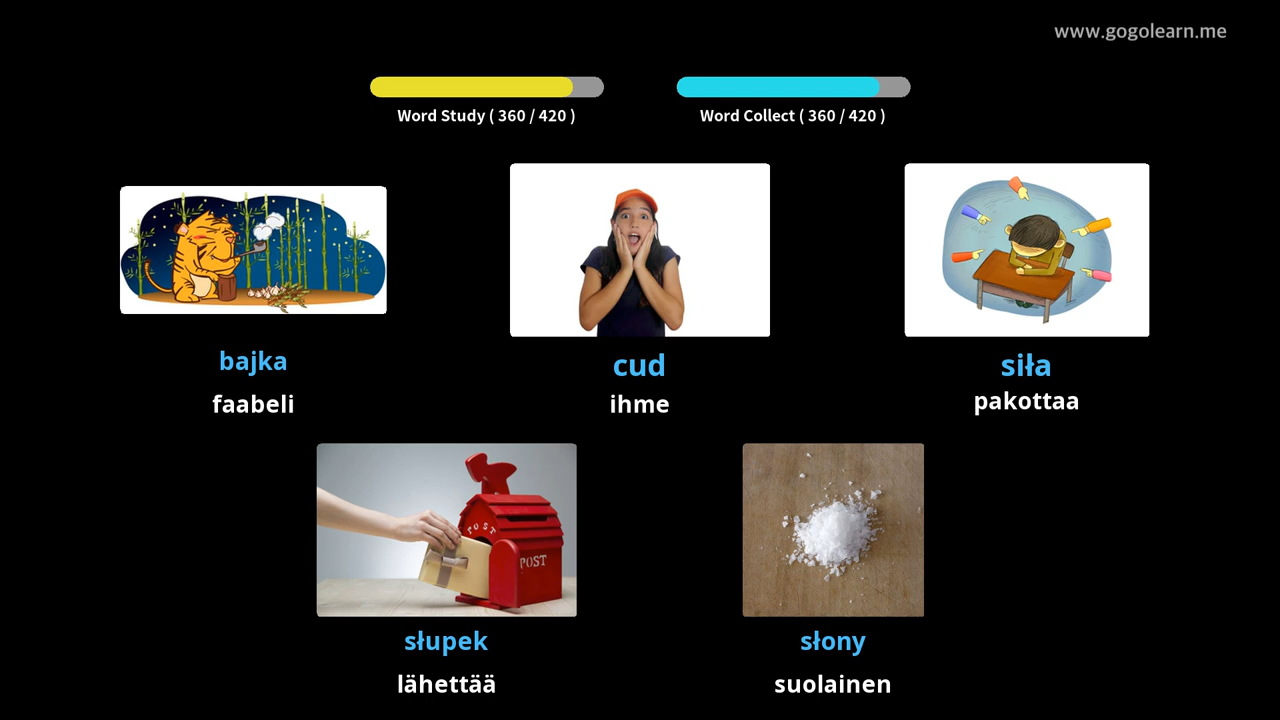 www.gogolearn.me
Word Study ( 360 / 420 )
Word Collect ( 360 / 420 )
bajka
faabeli
cud
ihme
siła
pakottaa
POST
POST
słupek
lähettää
słony
suolainen